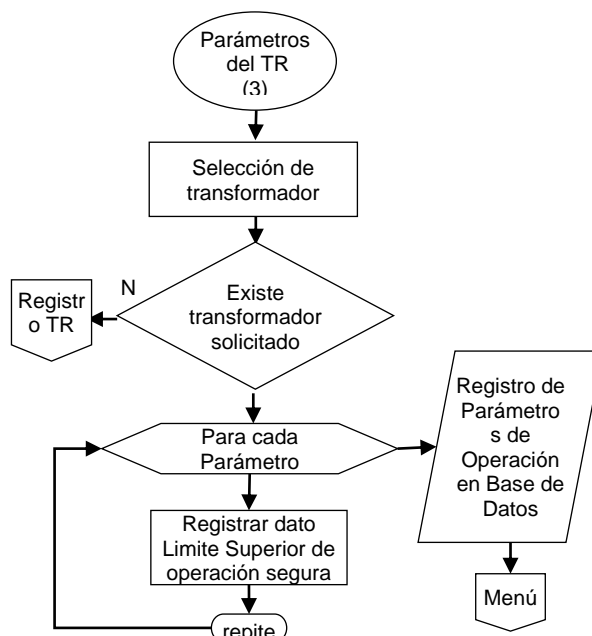 Parámetros
del TR
(3)
Selección de
transformador
N
Existe
transformador
solicitado
Registr
o TR
Para cada
Parámetro
Registro de
Parámetro
s de
Operación
en Base de
Datos
Registrar dato
Limite Superior de
operación segura
Menú
repite